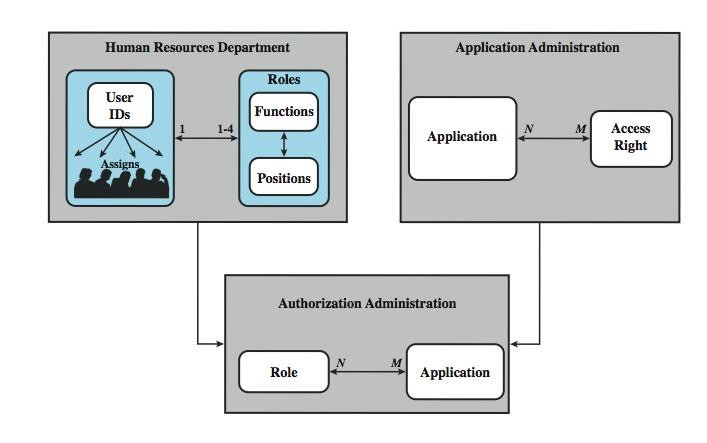 Human Resources Department
User
IDs
Assigns
1
1-4
Roles
Functions
Positions
Application Administration
Application
N
M
Access
Right
Authorization Administration
Role
N
M
Application